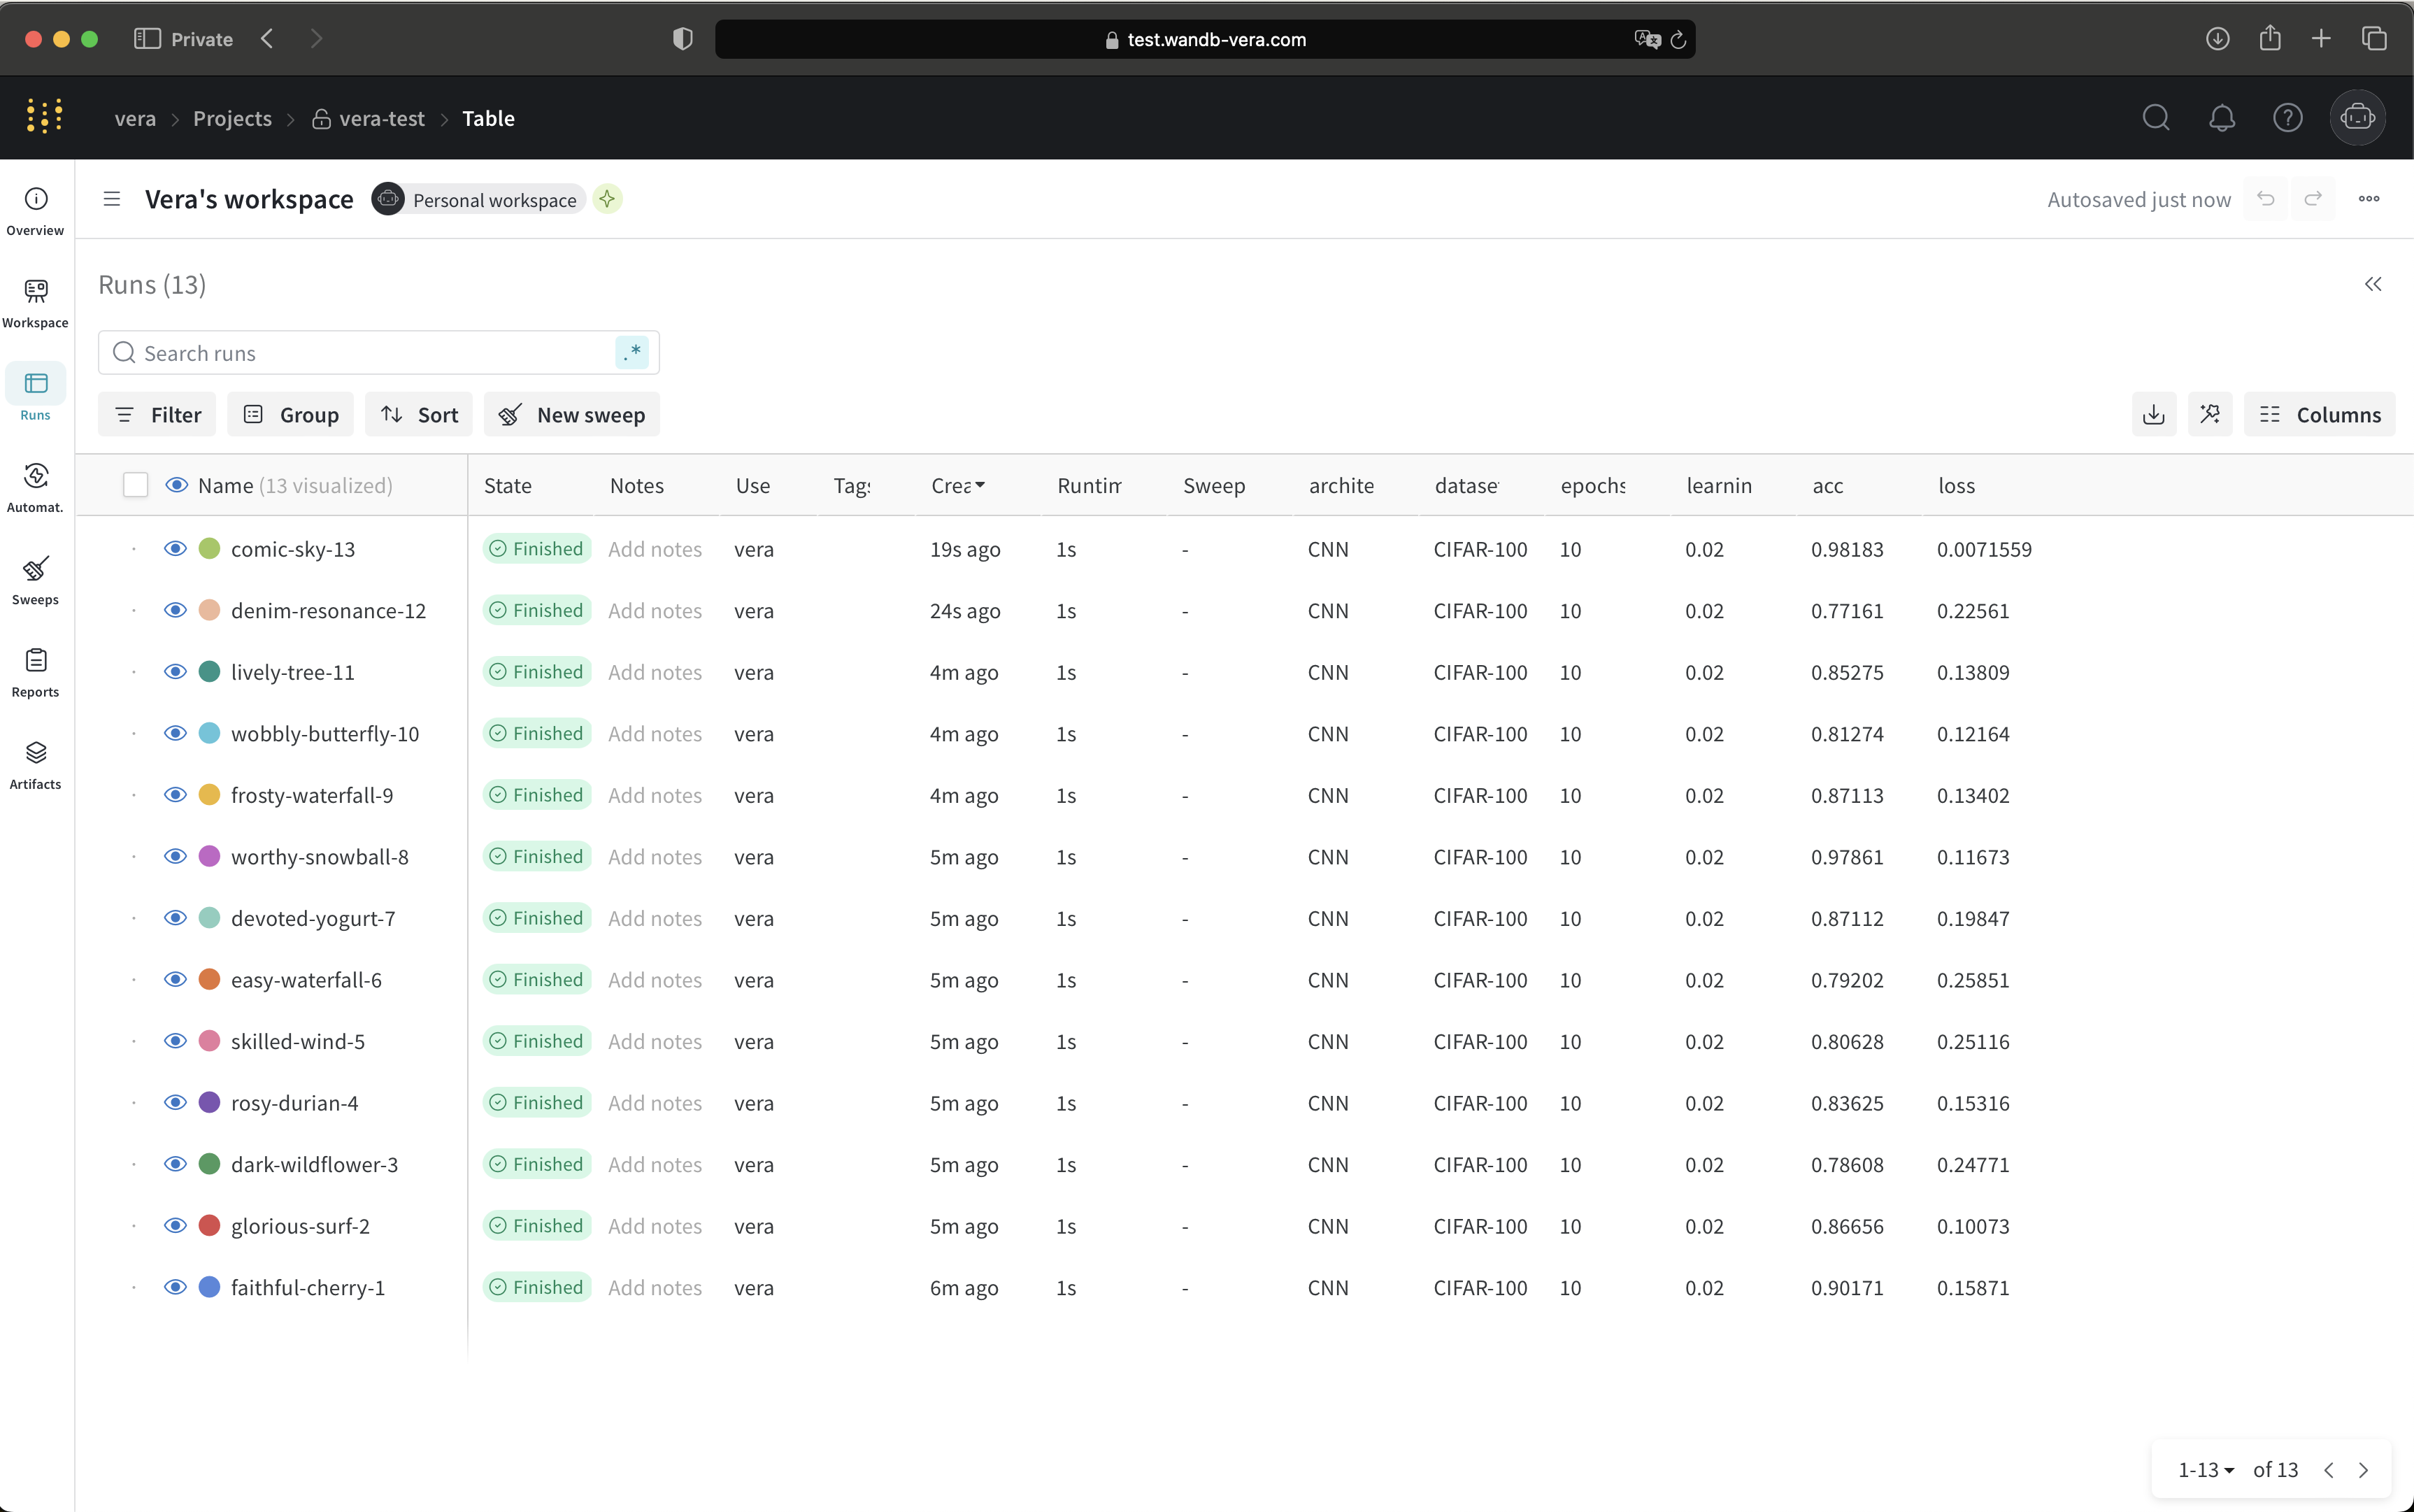 Private
test.wandb-vera.com
vera > Projects > vera-test > Table
Vera's workspace Personal workspace Autosaved just now
Overview
Workspace
Runs
Automat.
Sweeps
Reports
Artifacts
Runs (13)
Search runs .*
Filter Group Sort New sweep Columns
Name (13 visualized) State Notes Use Tags Crea Runtim Sweep archite datase epochs learnin acc loss
comic-sky-13 Finished Add notes vera 19s ago 1s - CNN CIFAR-100 10 0.02 0.98183 0.0071559
denim-resonance-12 Finished Add notes vera 24s ago 1s - CNN CIFAR-100 10 0.02 0.77161 0.22561
lively-tree-11 Finished Add notes vera 4m ago 1s - CNN CIFAR-100 10 0.02 0.85275 0.13809
wobbly-butterfly-10 Finished Add notes vera 4m ago 1s - CNN CIFAR-100 10 0.02 0.81274 0.12164
frosty-waterfall-9 Finished Add notes vera 4m ago 1s - CNN CIFAR-100 10 0.02 0.87113 0.13402
worthy-snowball-8 Finished Add notes vera 5m ago 1s - CNN CIFAR-100 10 0.02 0.97861 0.11673
devoted-yogurt-7 Finished Add notes vera 5m ago 1s - CNN CIFAR-100 10 0.02 0.87112 0.19847
easy-waterfall-6 Finished Add notes vera 5m ago 1s - CNN CIFAR-100 10 0.02 0.79202 0.25851
skilled-wind-5 Finished Add notes vera 5m ago 1s - CNN CIFAR-100 10 0.02 0.80628 0.25116
rosy-durian-4 Finished Add notes vera 5m ago 1s - CNN CIFAR-100 10 0.02 0.83625 0.15316
dark-wildflower-3 Finished Add notes vera 5m ago 1s - CNN CIFAR-100 10 0.02 0.78608 0.24771
glorious-surf-2 Finished Add notes vera 5m ago 1s - CNN CIFAR-100 10 0.02 0.86656 0.10073
faithful-cherry-1 Finished Add notes vera 6m ago 1s - CNN CIFAR-100 10 0.02 0.90171 0.15871
1-13 of 13